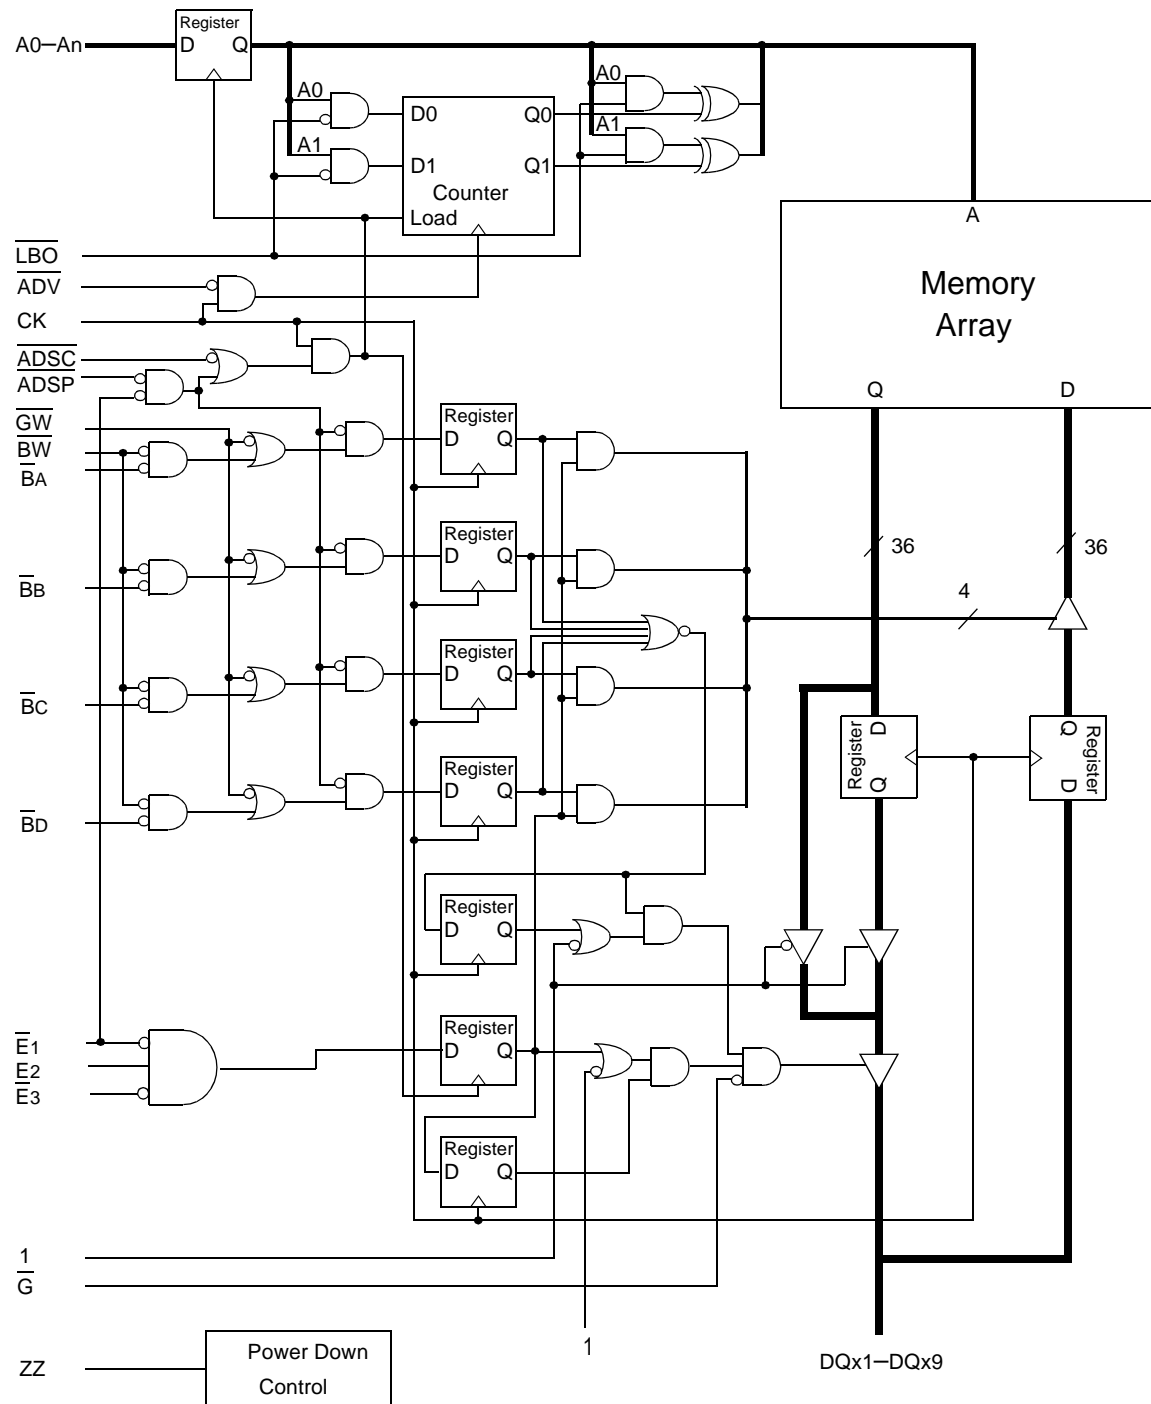 Register
A0–An
D Q
A0
A1
D0
D1
Q0
Q1
Counter
Load
A0
A1
A
Memory
Array
Q
D
LBO
ADV
CK
ADSC
ADSP
GW
BW
BA
BB
BC
BD
Register
D Q
Register
D Q
Register
D Q
Register
D Q
36
36
4
Register
D
Q
Register
Q
D
Register
D Q
E1
E2
E3
Register
D Q
Register
D Q
1
G
1
ZZ
Power Down
Control
DQx1–DQx9